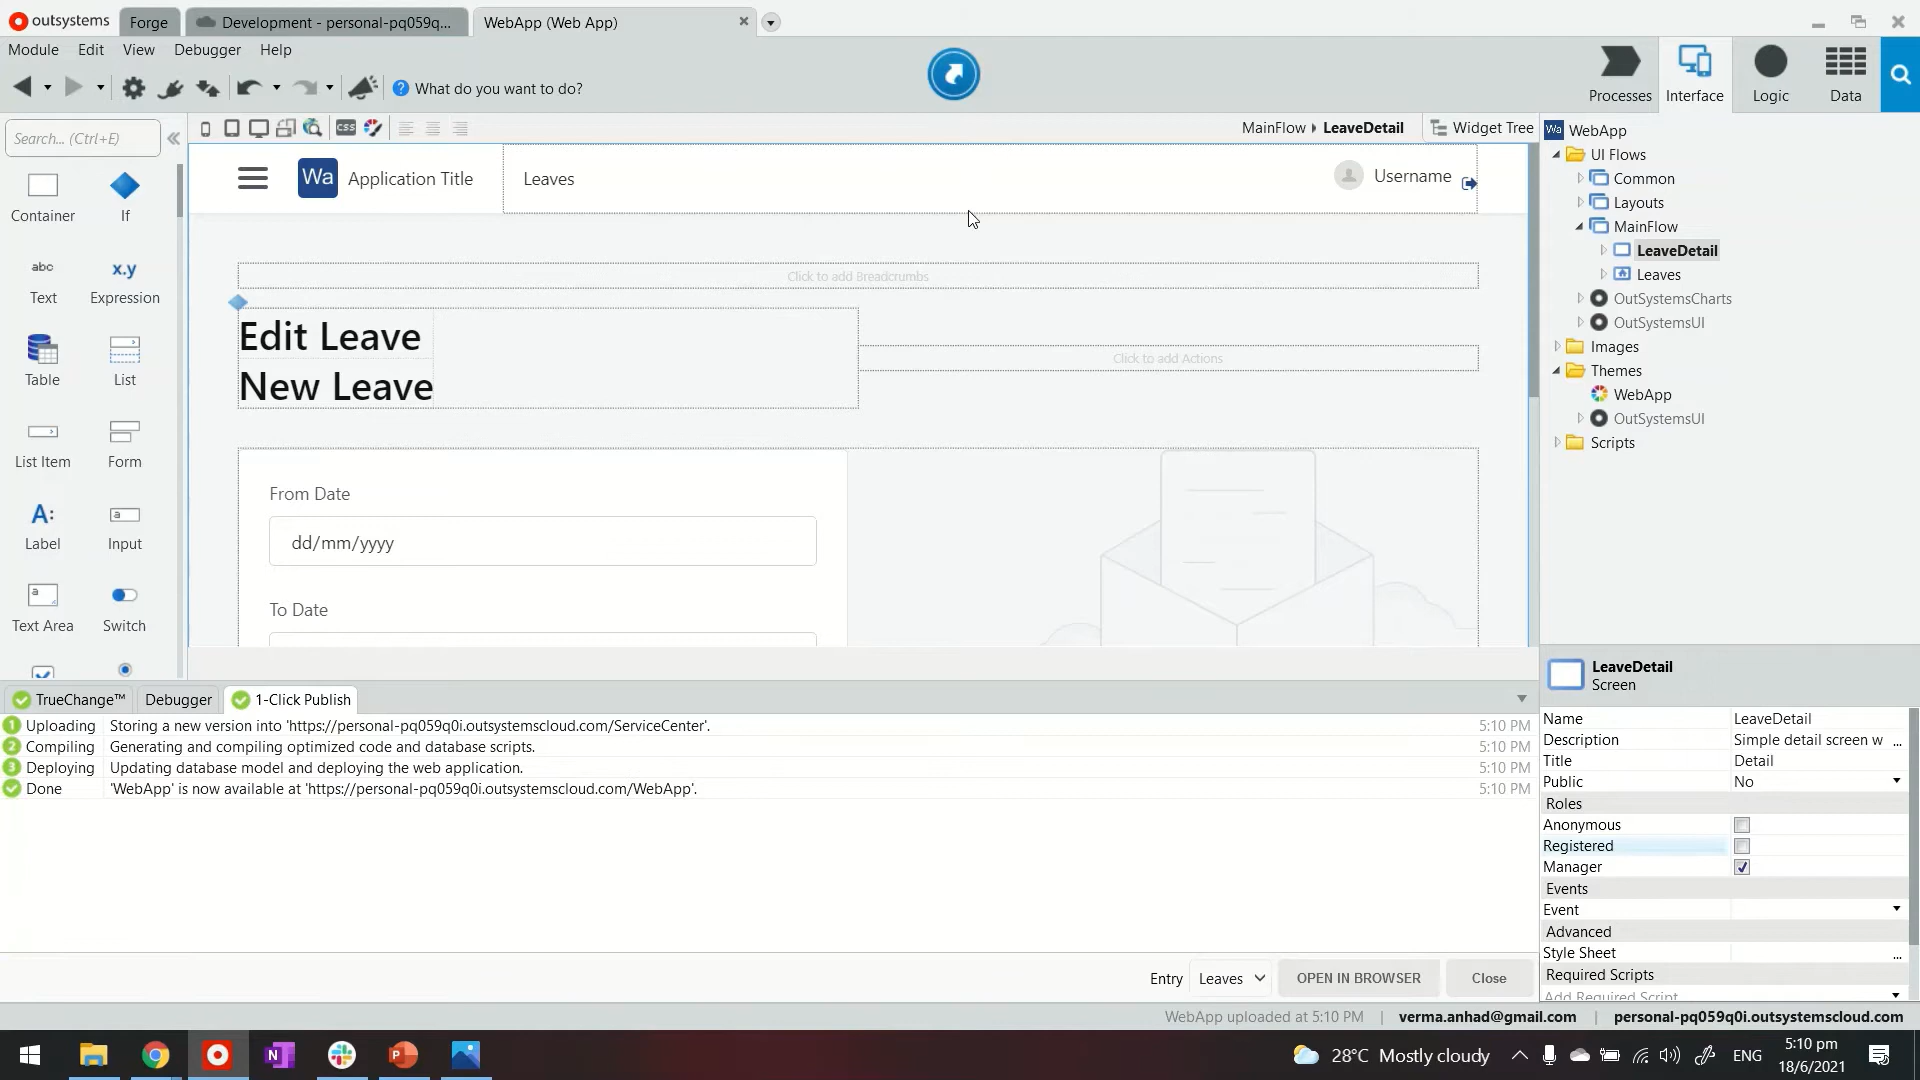 outsystems
Forge
Development - personal-pq059q...
WebApp (Web App)
Module Edit View Debugger Help
What do you want to do?
Processes
Interface
Logic
Data
Search... (Ctrl+E)
css
MainFlow LeaveDetail
Widget Tree
Container
If
abc
Text
x.y
Expression
Table
List
List Item
Form
A:
Label
a
Input
a
Text Area
Switch
Wa
Application Title
Leaves
Username
Click to add Breadcrumbs
Edit Leave
New Leave
Click to add Actions
From Date
dd/mm/yyyy
To Date
Wa WebApp
UI Flows
Common
Layouts
MainFlow
LeaveDetail
Leaves
OutSystemsCharts
OutSystemsUI
Images
Themes
WebApp
OutSystemsUI
Scripts
TrueChange™
Debugger
1-Click Publish
1 Uploading Storing a new version into 'https://personal-pq059q0i.outsystemscloud.com/ServiceCenter'. 5:10 PM
2 Compiling Generating and compiling optimized code and database scripts. 5:10 PM
3 Deploying Updating database model and deploying the web application. 5:10 PM
Done 'WebApp' is now available at 'https://personal-pq059q0i.outsystemscloud.com/WebApp'. 5:10 PM
Entry Leaves
OPEN IN BROWSER
Close
LeaveDetail
Screen
Name LeaveDetail
Description Simple detail screen w ...
Title Detail
Public No
Roles
Anonymous
Registered
Manager
Events
Event
Advanced
Style Sheet ...
Required Scripts
Add Required Script
WebApp uploaded at 5:10 PM | verma.anhad@gmail.com | personal-pq059q0i.outsystemscloud.com
N
P
28°C Mostly cloudy
ENG
5:10 pm
18/6/2021